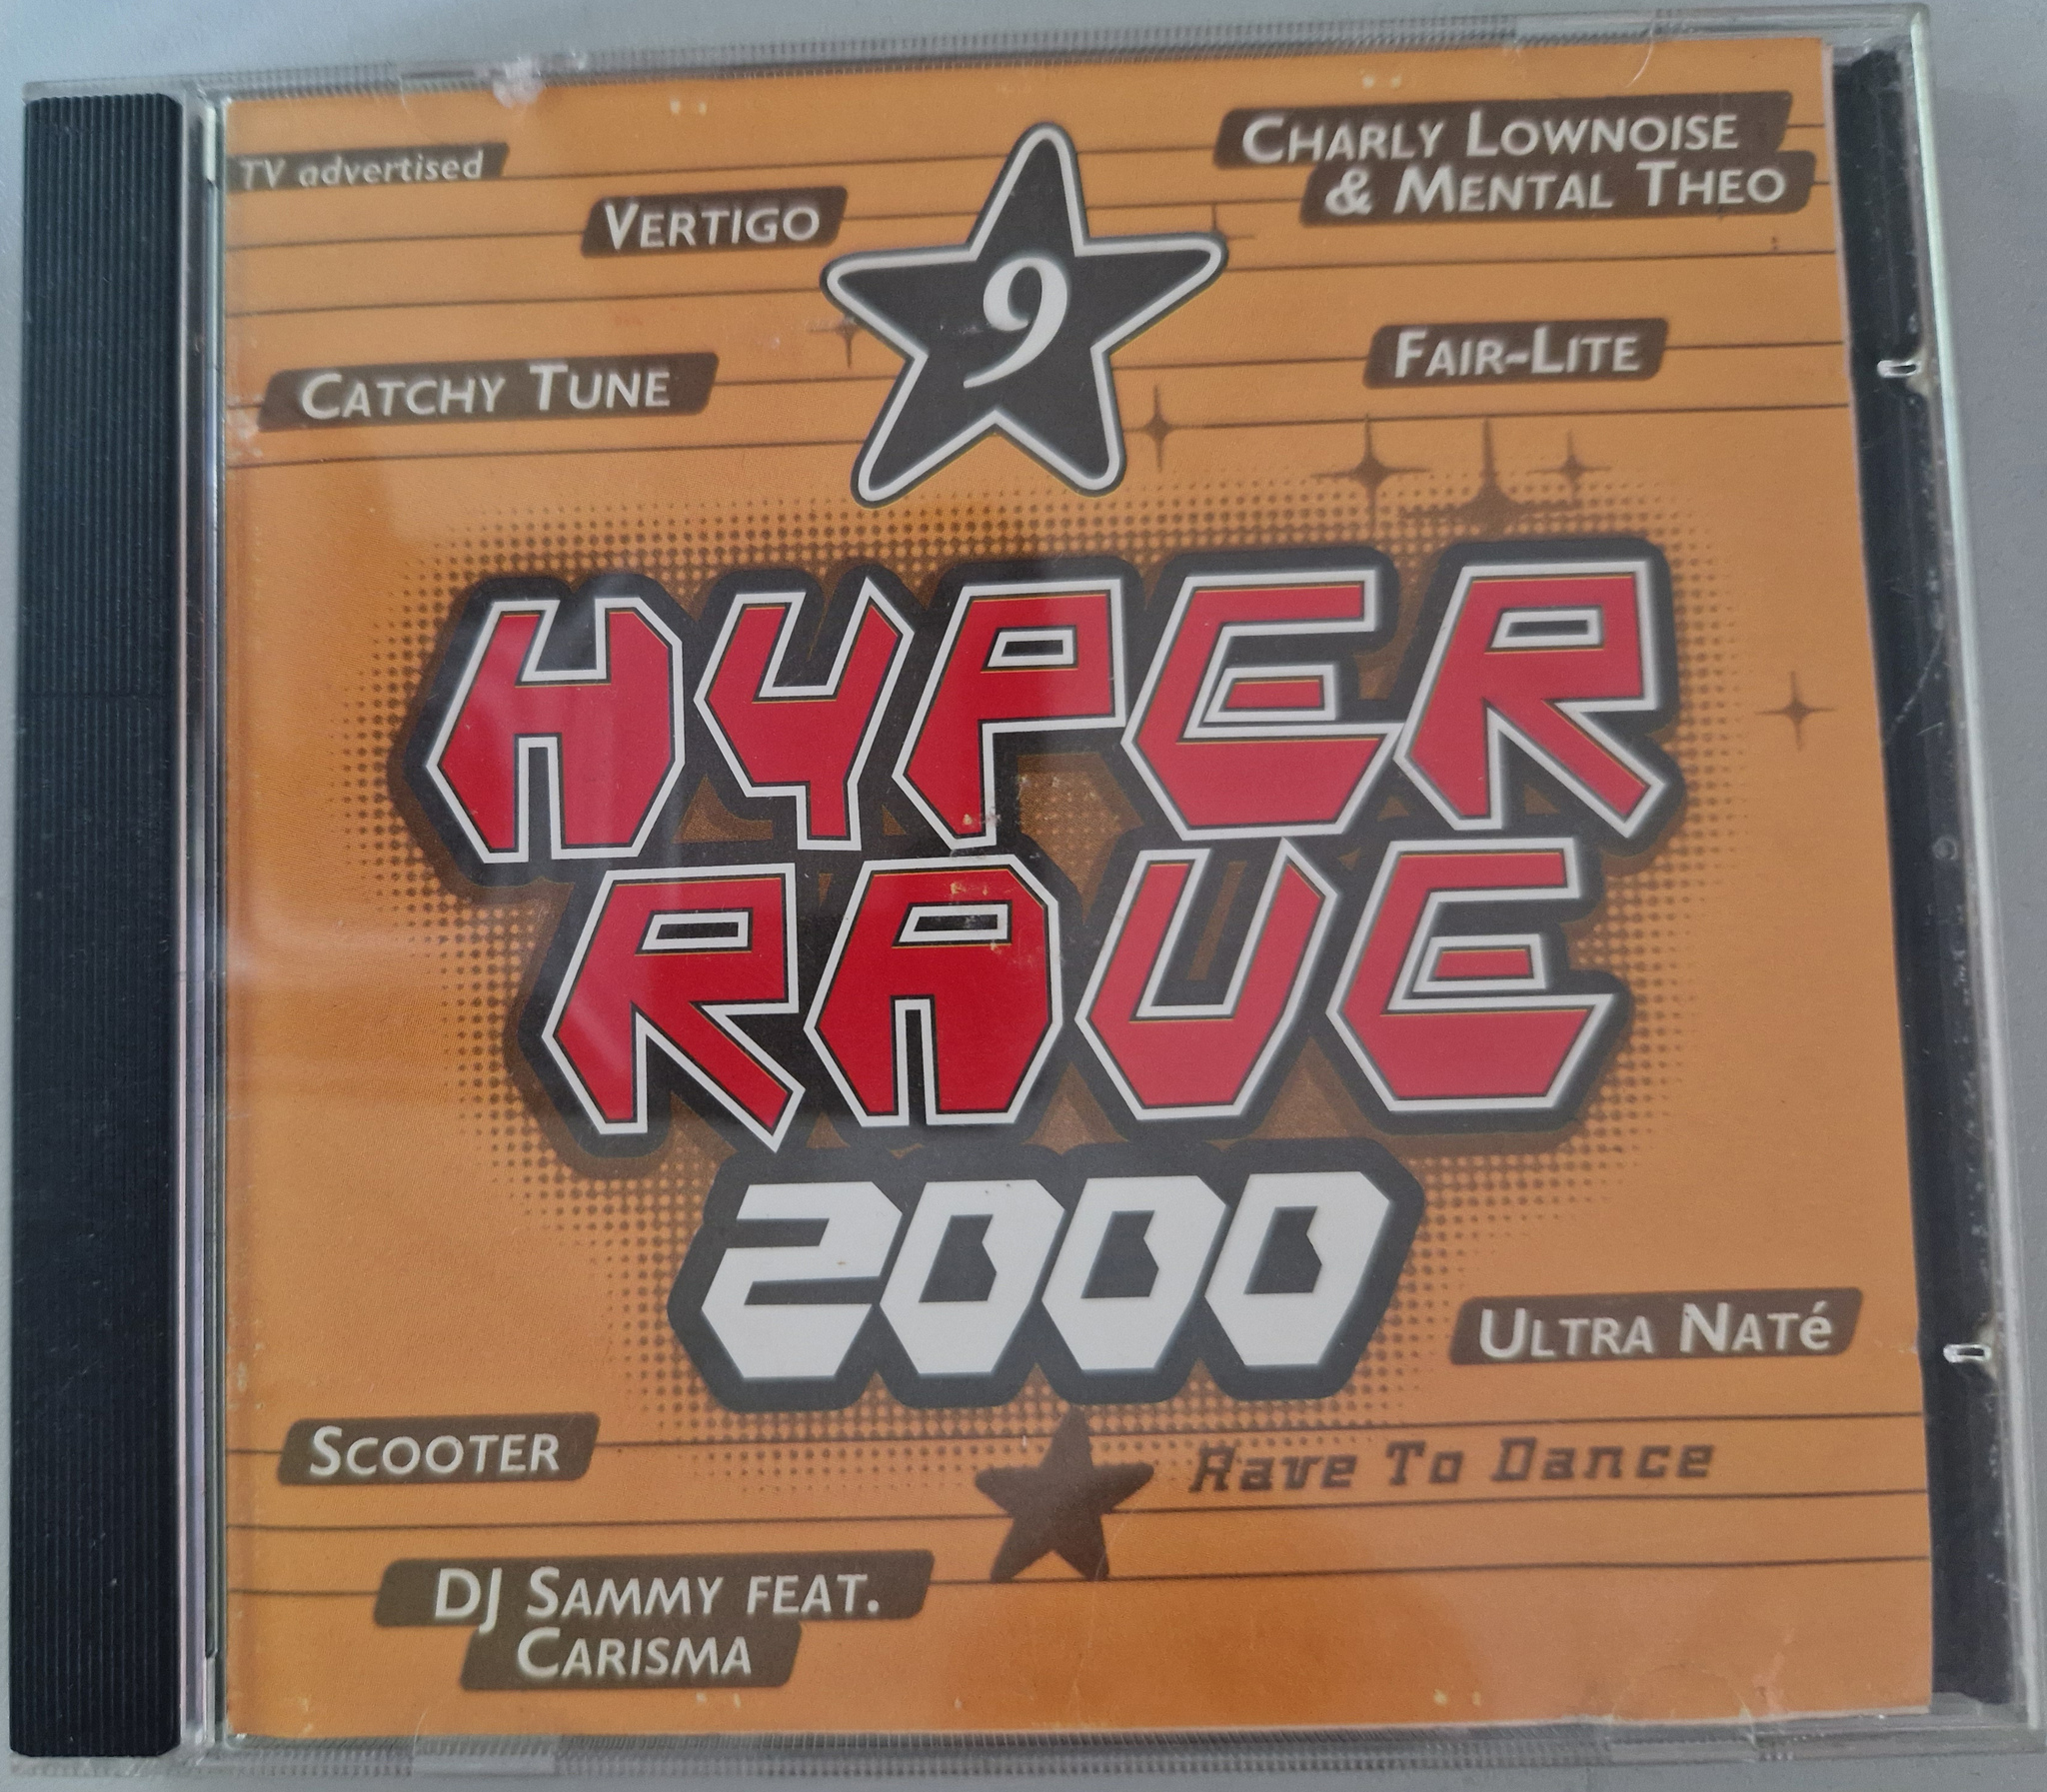 TV advertised
VERTIGO
CHARLY LOWNOISE
& MENTAL THEO
9
CATCHY TUNE
FAIR-LITE
HYPER
RAVE
2000
ULTRA NATé
SCOOTER
Rave To Dance
DJ SAMMY FEAT.
CARISMA